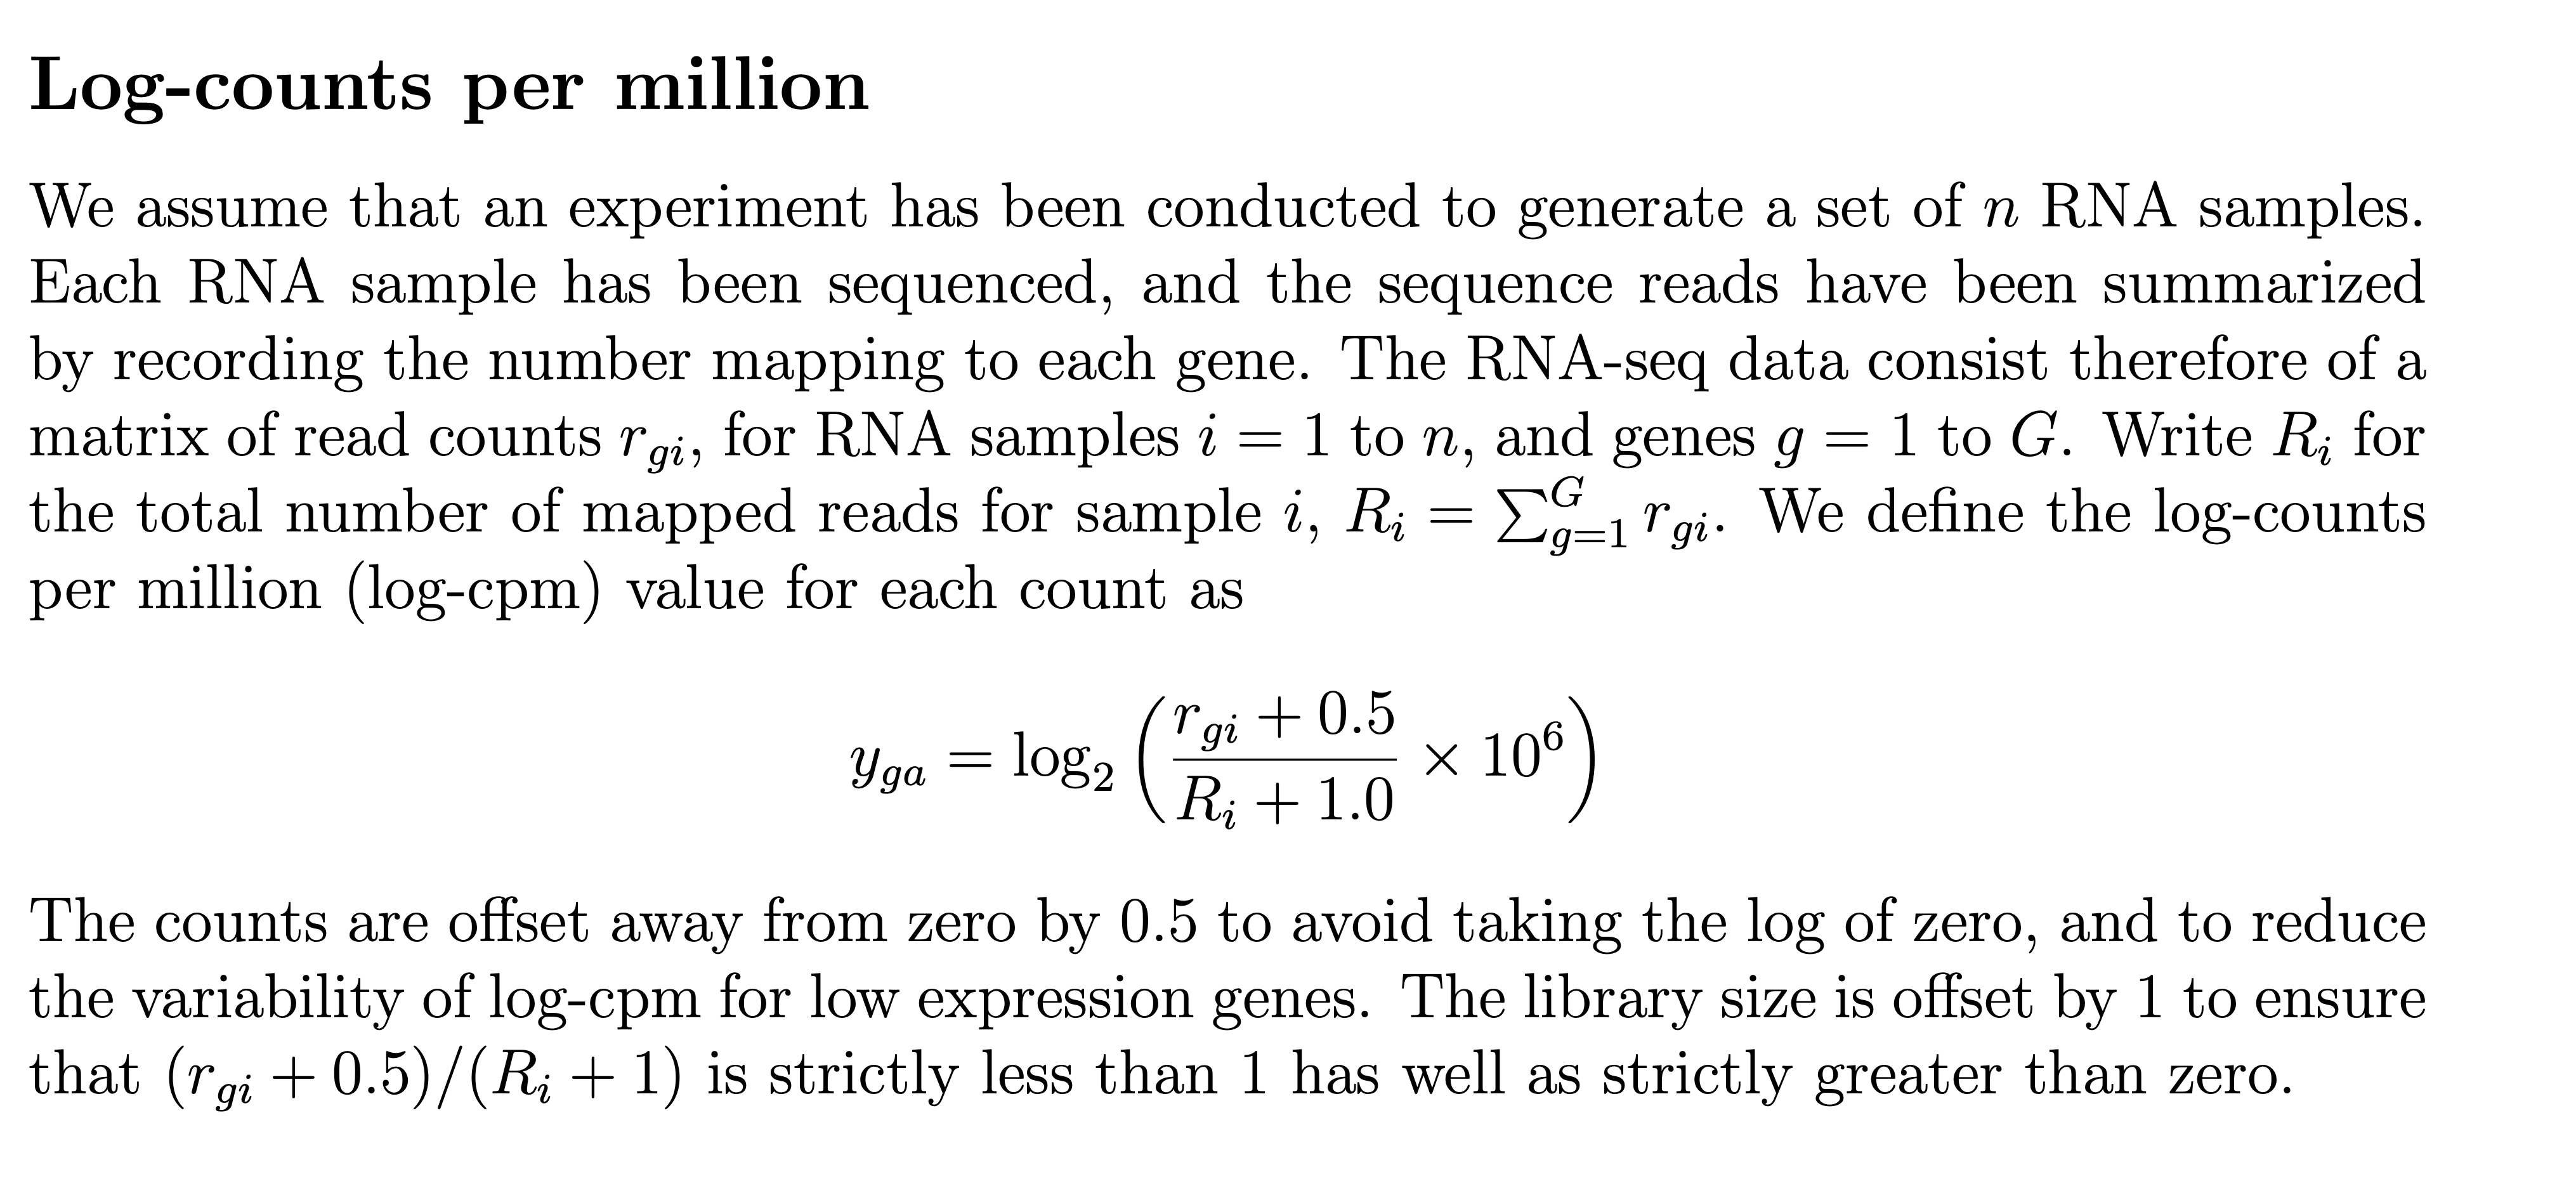 Log-counts per million
We assume that an experiment has been conducted to generate a set of n RNA samples.
Each RNA sample has been sequenced, and the sequence reads have been summarized
by recording the number mapping to each gene. The RNA-seq data consist therefore of a
matrix of read counts r_{gi}, for RNA samples i = 1 to n, and genes g = 1 to G. Write R_i for
the total number of mapped reads for sample i, R_i = \sum_{g=1}^{G} r_{gi}. We define the log-counts
per million (log-cpm) value for each count as
y_{ga} = \log_2 \left( \frac{r_{gi} + 0.5}{R_i + 1.0} \times 10^6 \right)
The counts are offset away from zero by 0.5 to avoid taking the log of zero, and to reduce
the variability of log-cpm for low expression genes. The library size is offset by 1 to ensure
that (r_{gi} + 0.5)/(R_i + 1) is strictly less than 1 has well as strictly greater than zero.